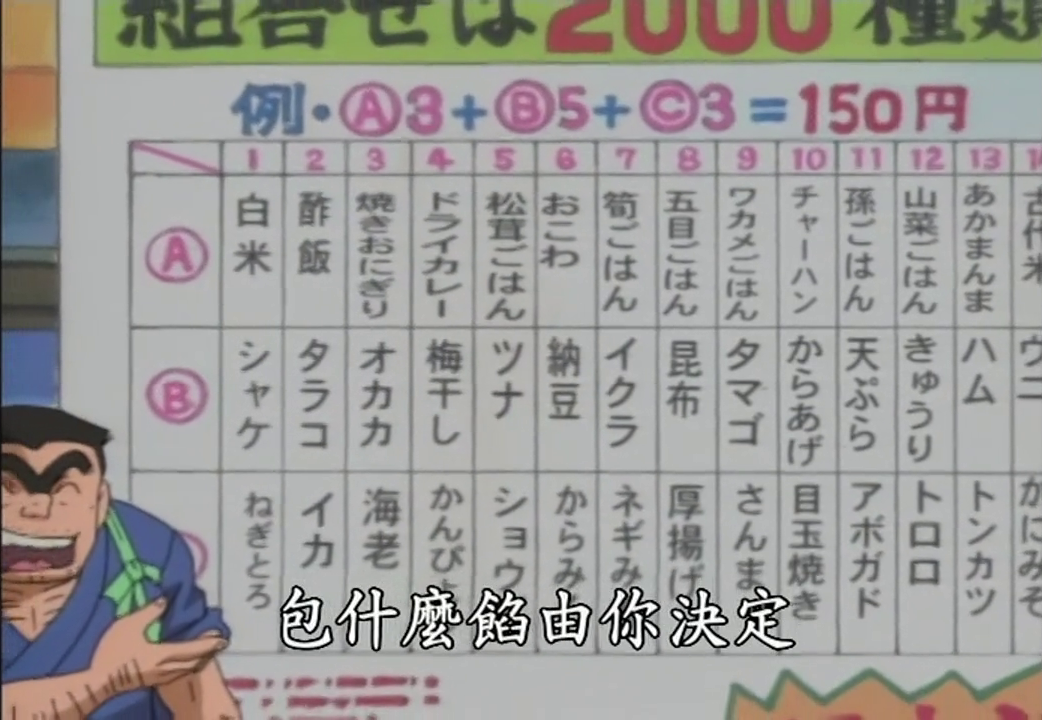 組合せは2000種類
例・Ⓐ3+Ⓑ5+Ⓒ3=150円
1 2 3 4 5 6 7 8 9 10 11 12 13
Ⓐ 白米 酢飯 焼きおにぎり ドライカレー 松茸ごはん おこわ 筍ごはん 五目ごはん ワカメごはん チャーハン 孫ごはん 山菜ごはん あかまんま 古代米
Ⓑ シャケ タラコ オカカ 梅干し ツナ 納豆 イクラ 昆布 タマゴ からあげ 天ぷら きゅうり ハム ウニ
ねぎとろ イカ 海老 かんぴょ ショウ からみ ネギみ 厚揚げ さんま 目玉焼き アボガド トロロ トンカツ かにみそ
包什麼餡由你決定